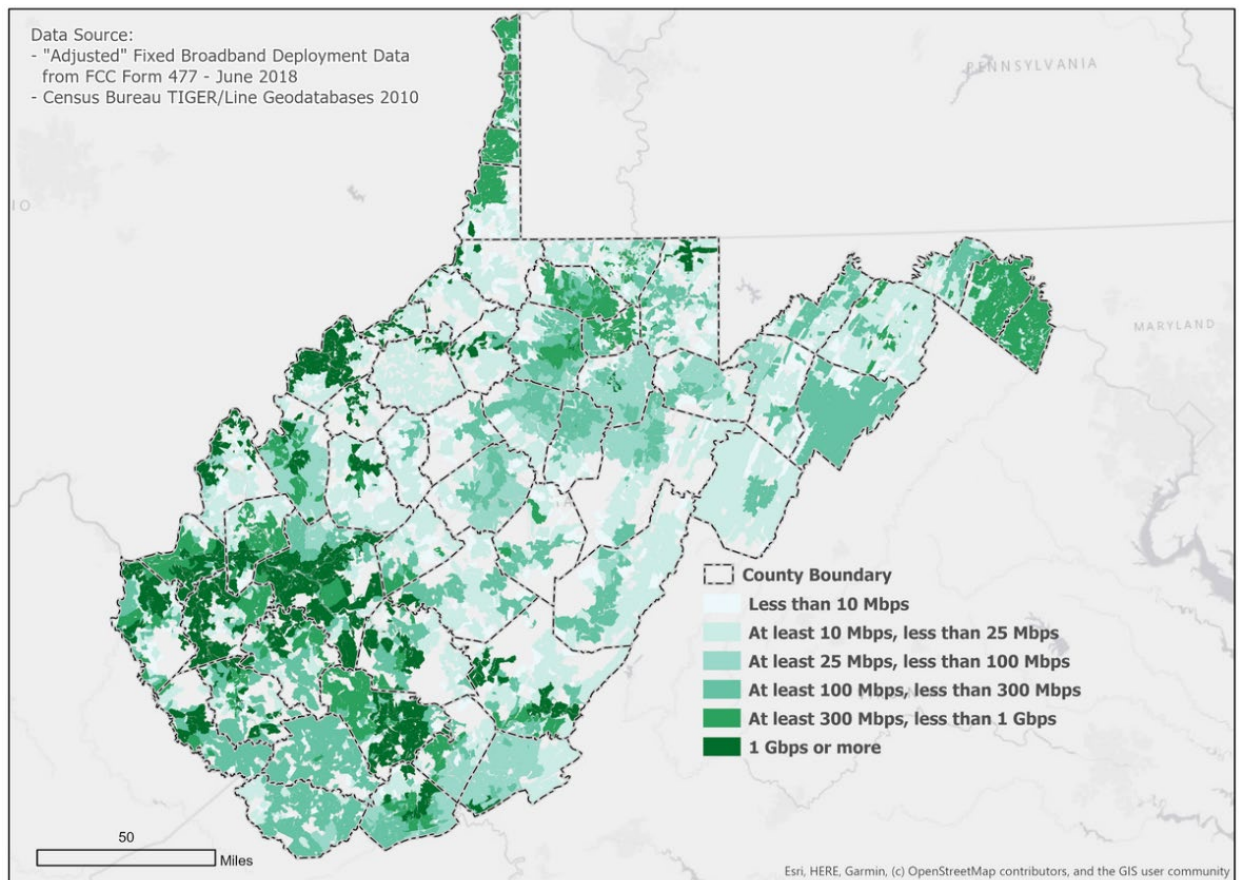 Data Source:
- "Adjusted" Fixed Broadband Deployment Data
from FCC Form 477 - June 2018
- Census Bureau TIGER/Line Geodatabases 2010
PENNSYLVANIA
IO
MARYLAND
County Boundary
Less than 10 Mbps
At least 10 Mbps, less than 25 Mbps
At least 25 Mbps, less than 100 Mbps
At least 100 Mbps, less than 300 Mbps
At least 300 Mbps, less than 1 Gbps
1 Gbps or more
50
Miles
Esri, HERE, Garmin, (c) OpenStreetMap contributors, and the GIS user community